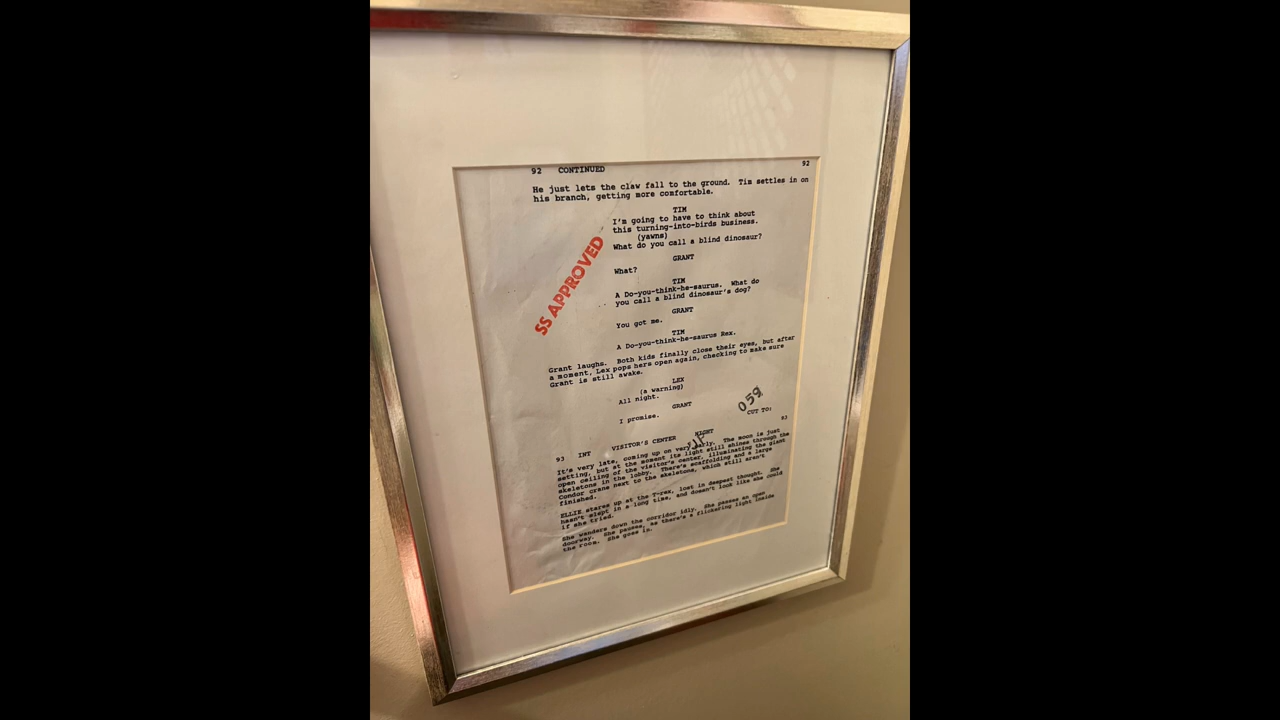 92 CONTINUED 92
He just lets the claw fall to the ground. Tim settles in on
his branch, getting more comfortable.
TIM
I'm going to have to think about
this turning-into-birds business.
(yawns)
What do you call a blind dinosaur?
GRANT
What?
TIM
A Do-you-think-he-saurus. What do
you call a blind dinosaur's dog?
GRANT
You got me.
TIM
A Do-you-think-he-saurus Rex.
Grant laughs. Both kids finally close their eyes, but after
a moment, Lex pops hers open again, checking to make sure
Grant is still awake.
LEX
(a warning)
All night.
GRANT
I promise.
059
CUT TO:
93 INT VISITOR'S CENTER NIGHT 93
It's very late, coming up on very early. The moon is just
setting, but at the moment its light still shines through the
open ceiling of the visitor's center, illuminating the giant
skeletons in the lobby. There's scaffolding and a large
Condor crane next to the skeletons, which still aren't
finished.
ELLIE stares up at the T-rex, lost in deepest thought. She
hasn't slept in a long time, and doesn't look like she could
if she tried.
She wanders down the corridor idly. She passes an open
doorway. She pauses, as there's a flickering light inside
the room. She goes in.
SS APPROVED